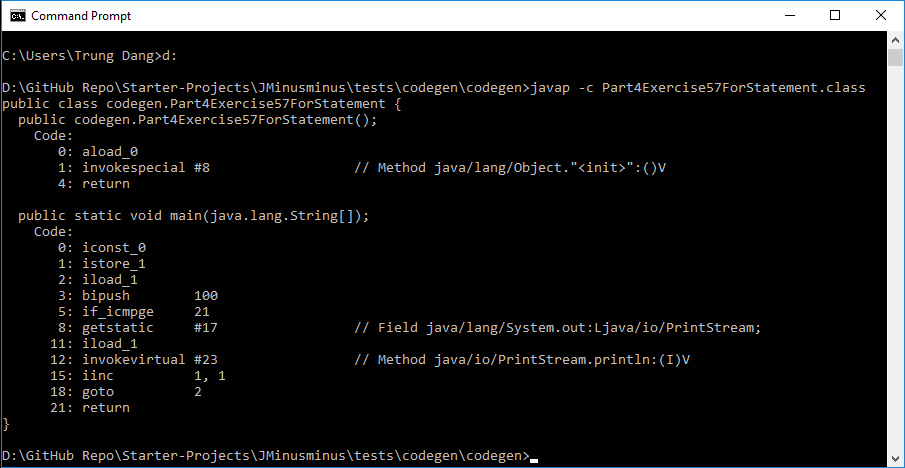 Command Prompt
C:\Users\Trung Dang>d:
D:\GitHub Repo\Starter-Projects\JMinusminus\tests\codegen\codegen>javap -c Part4Exercise57ForStatement.class
public class codegen.Part4Exercise57ForStatement {
  public codegen.Part4Exercise57ForStatement();
    Code:
       0: aload_0
       1: invokespecial #8                  // Method java/lang/Object."<init>":()V
       4: return
  public static void main(java.lang.String[]);
    Code:
       0: iconst_0
       1: istore_1
       2: iload_1
       3: bipush        100
       5: if_icmpge     21
       8: getstatic     #17                 // Field java/lang/System.out:Ljava/io/PrintStream;
      11: iload_1
      12: invokevirtual #23                 // Method java/io/PrintStream.println:(I)V
      15: iinc          1, 1
      18: goto          2
      21: return
}
D:\GitHub Repo\Starter-Projects\JMinusminus\tests\codegen\codegen>